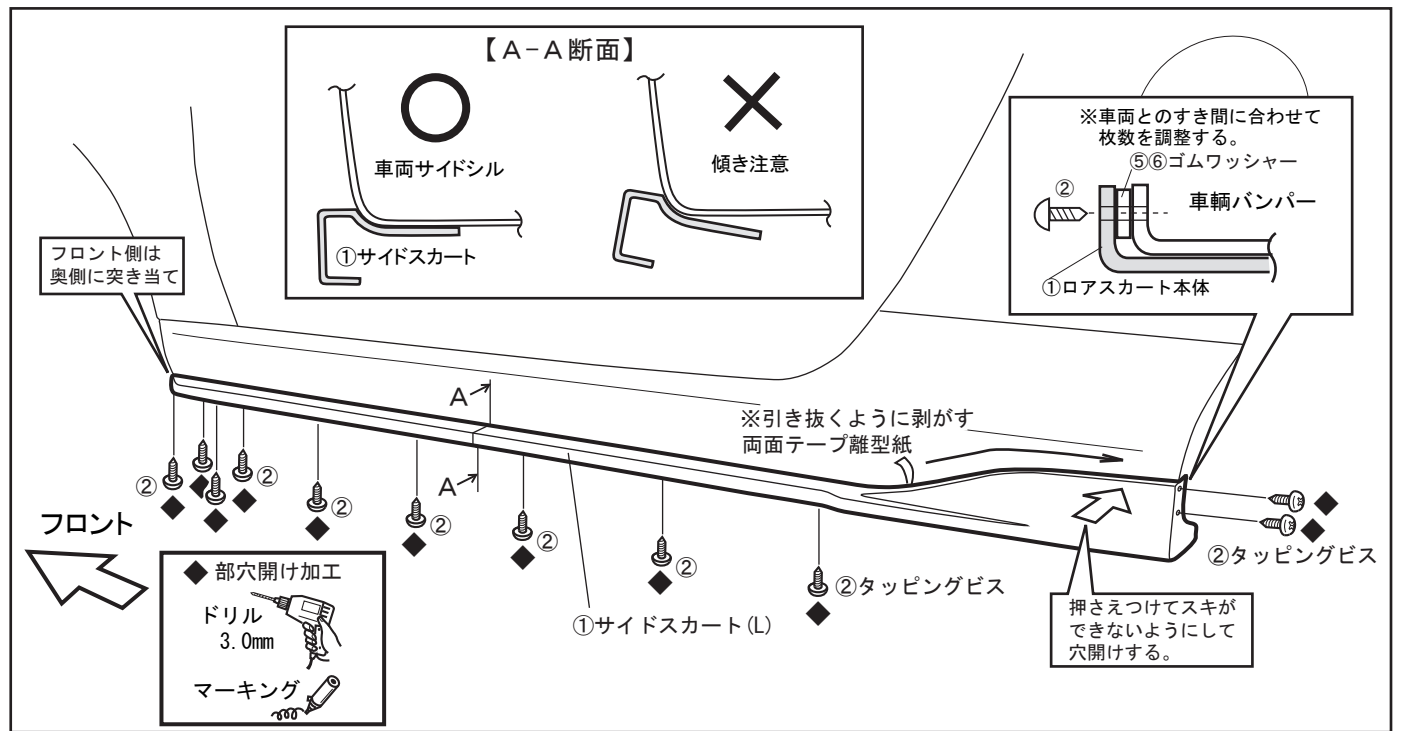 【A-A断面】
車両サイドシル
①サイドスカート
傾き注意
※車両とのすき間に合わせて
枚数を調整する。
⑤⑥ゴムワッシャー
②
車輌バンパー
①ロアスカート本体
フロント側は
奥側に突き当て
A
A
※引き抜くように剥がす
両面テープ離型紙
②
②
②
②
②
②
②タッピングビス
②タッピングビス
フロント
◆部穴開け加工
ドリル
3.0mm
マーキング
①サイドスカート(L)
押さえつけてスキが
できないようにして
穴開けする。